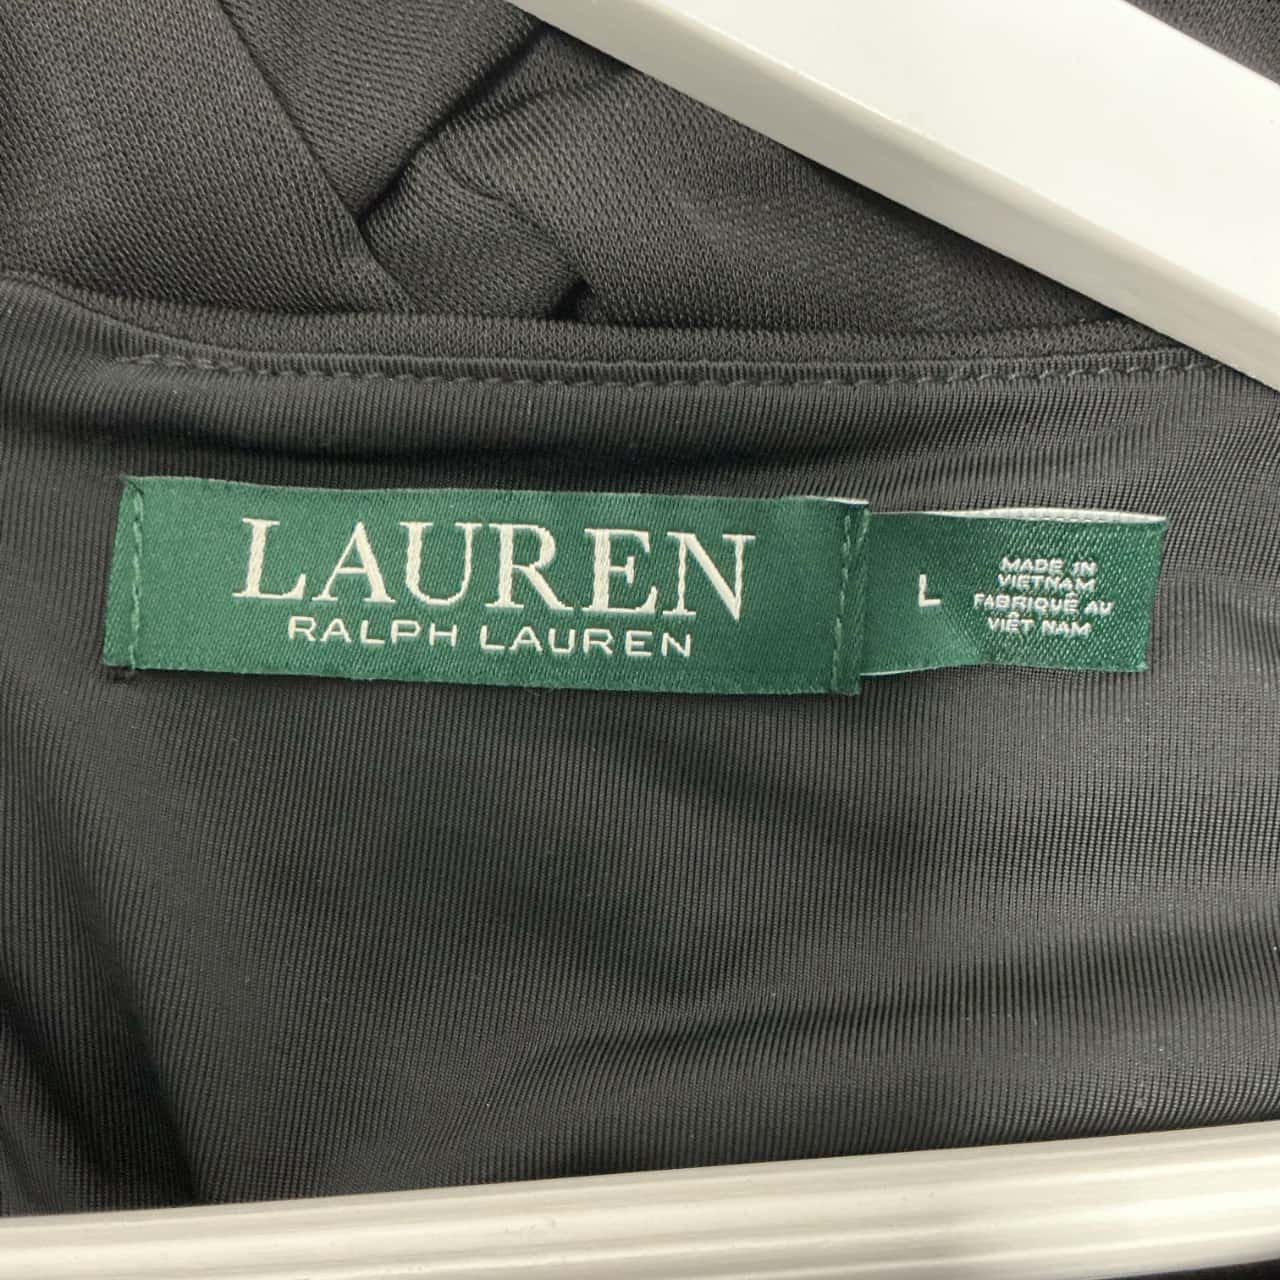 LAUREN
RALPH LAUREN
L
MADE IN
VIETNAM
FABRIQUÉ AU
VIÊT NAM